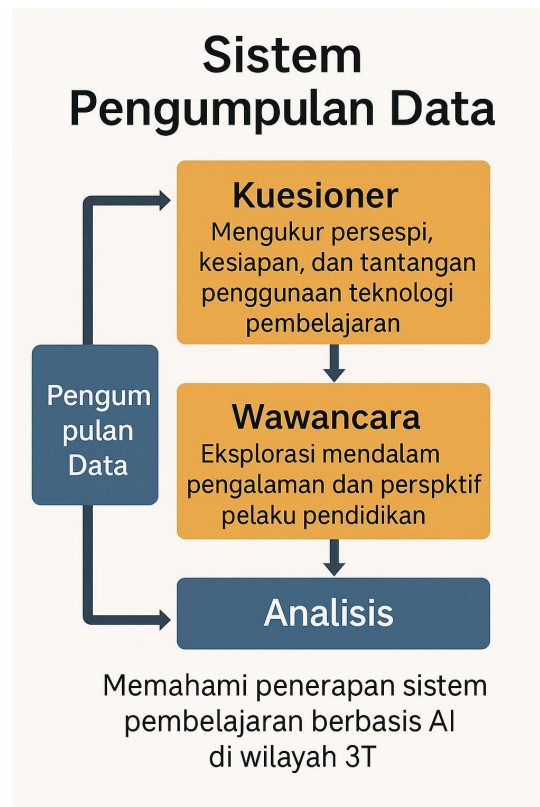 Sistem
Pengumpulan Data
Kuesioner
Mengukur persespi,
kesiapan, dan tantangan
penggunaan teknologi
pembelajaran
Pengum
pulan
Data
Wawancara
Eksplorasi mendalam
pengalaman dan perspktif
pelaku pendidikan
Analisis
Memahami penerapan sistem
pembelajaran berbasis AI
di wilayah 3T